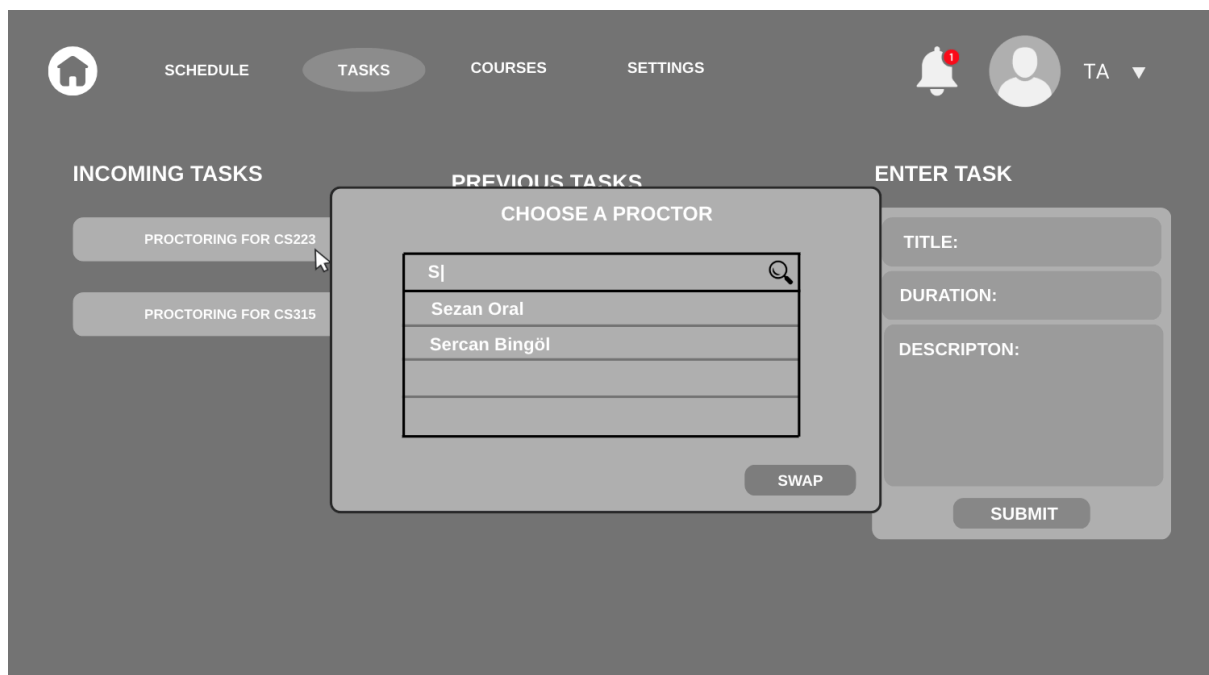 SCHEDULE
TASKS
COURSES
SETTINGS
1
TA
INCOMING TASKS
PROCTORING FOR CS223
PROCTORING FOR CS315
PREVIOUS TASKS
CHOOSE A PROCTOR
S|
Sezan Oral
Sercan Bingöl
SWAP
ENTER TASK
TITLE:
DURATION:
DESCRIPTON:
SUBMIT